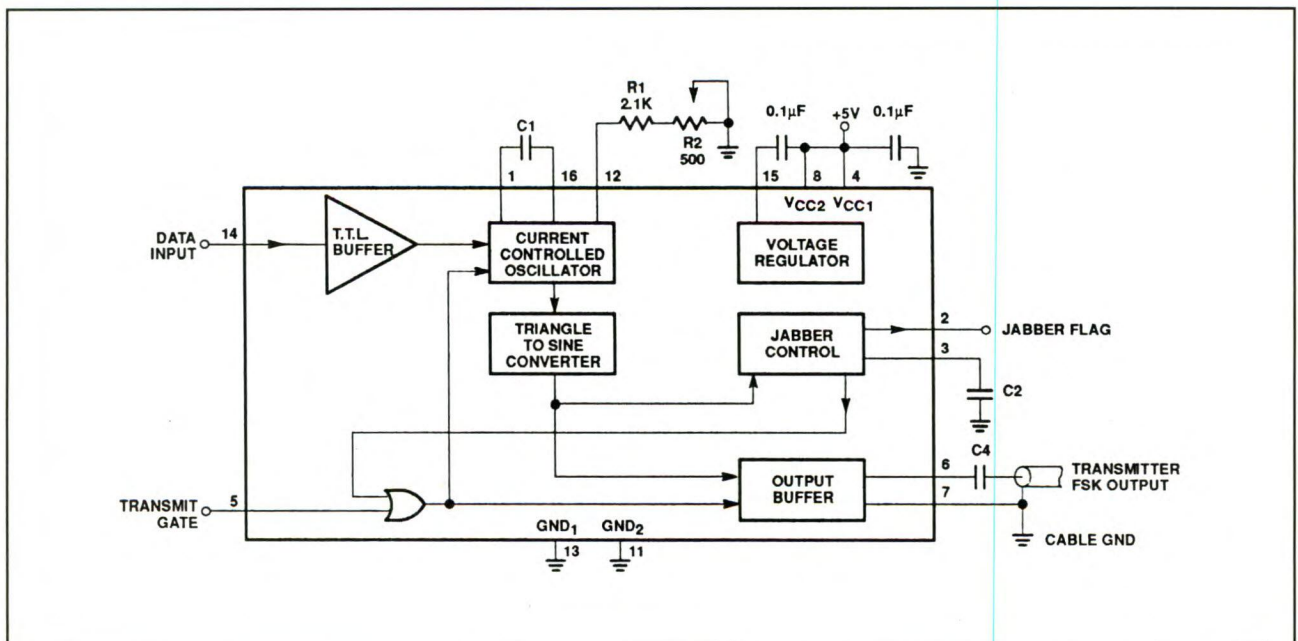 R1
2.1K
R2
500
C1
0.1µF
+5V
0.1µF
1
16
12
15
8
4
VCC2
VCC1
DATA
INPUT
14
T.T.L.
BUFFER
CURRENT
CONTROLLED
OSCILLATOR
VOLTAGE
REGULATOR
TRIANGLE
TO SINE
CONVERTER
JABBER
CONTROL
2
JABBER FLAG
3
C2
TRANSMIT
GATE
5
OUTPUT
BUFFER
6
C4
7
TRANSMITTER
FSK OUTPUT
CABLE GND
GND1
13
GND2
11